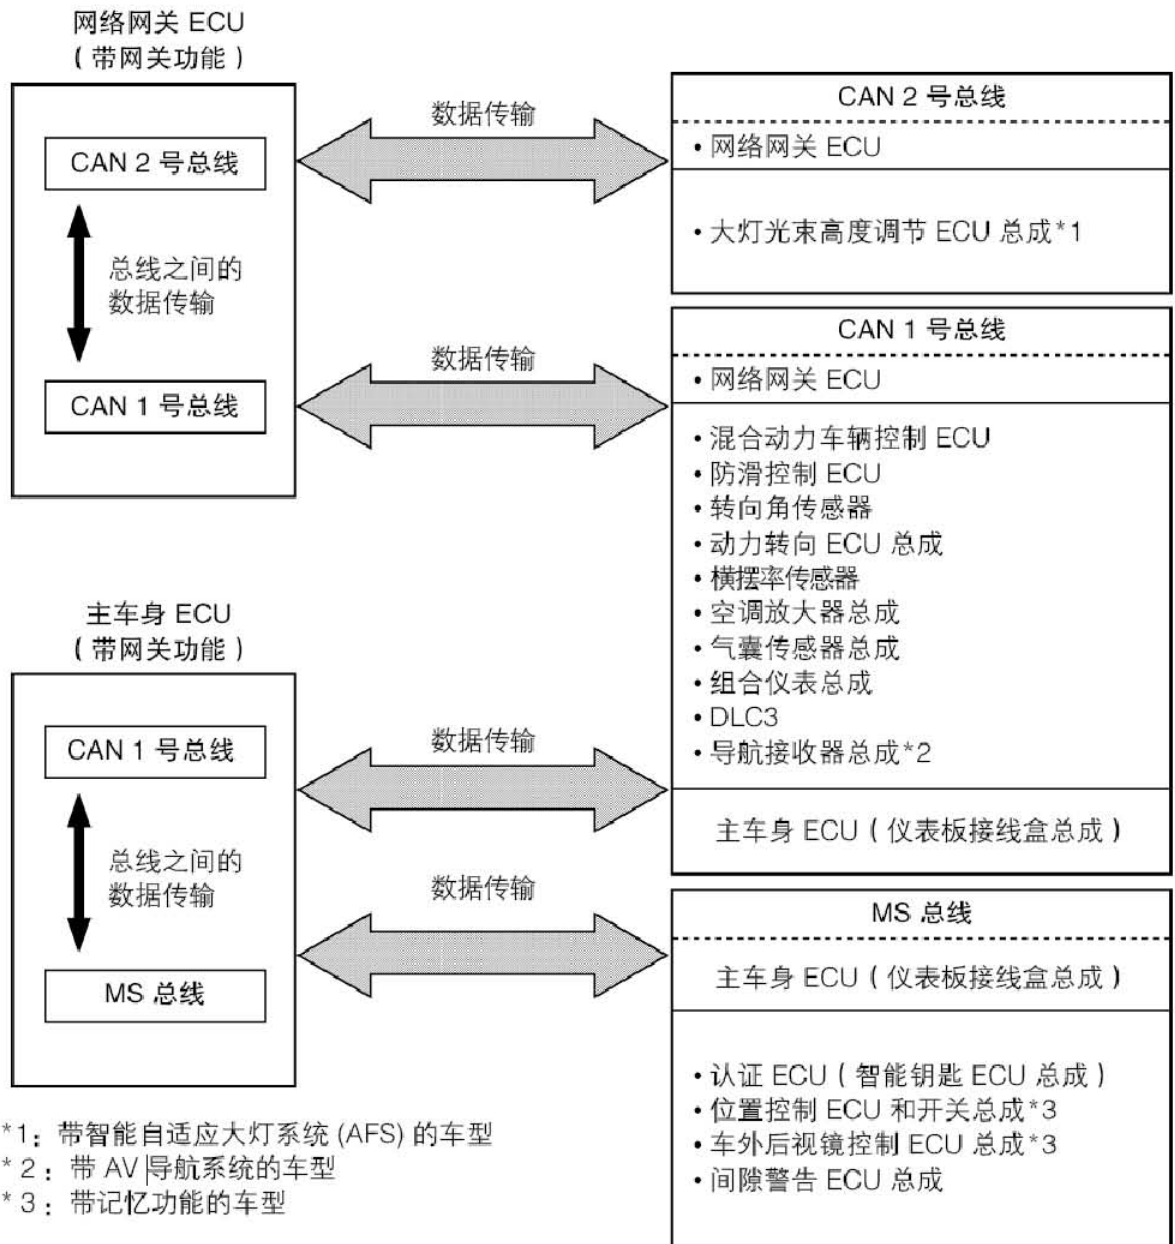 网络网关 ECU
（带网关功能）
CAN 2 号总线
总线之间的
数据传输
CAN 1 号总线
数据传输
数据传输
CAN 2 号总线
• 网络网关 ECU
• 大灯光束高度调节 ECU 总成*1
CAN 1 号总线
• 网络网关 ECU
• 混合动力车辆控制 ECU
• 防滑控制 ECU
• 转向角传感器
• 动力转向 ECU 总成
• 横摆率传感器
• 空调放大器总成
• 气囊传感器总成
• 组合仪表总成
• DLC3
• 导航接收器总成*2
主车身 ECU（仪表板接线盒总成）
主车身 ECU
（带网关功能）
CAN 1 号总线
总线之间的
数据传输
MS 总线
数据传输
数据传输
MS 总线
主车身 ECU（仪表板接线盒总成）
• 认证 ECU（智能钥匙 ECU 总成）
• 位置控制 ECU 和开关总成*3
• 车外后视镜控制 ECU 总成*3
• 间隙警告 ECU 总成
*1：带智能自适应大灯系统 (AFS) 的车型
*2：带 AV 导航系统的车型
*3：带记忆功能的车型